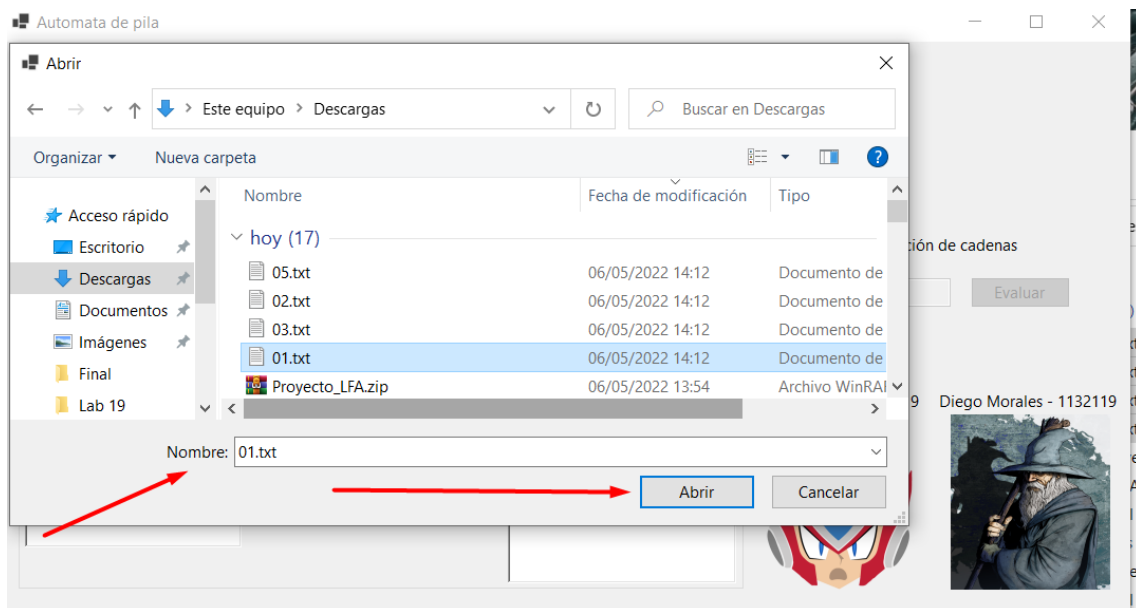 Automata de pila
Abrir
Este equipo > Descargas
Buscar en Descargas
Organizar
Nueva carpeta
Nombre
Fecha de modificación
Tipo
Acceso rápido
Escritorio
Descargas
Documentos
Imágenes
Final
Lab 19
hoy (17)
05.txt 06/05/2022 14:12 Documento de
02.txt 06/05/2022 14:12 Documento de
03.txt 06/05/2022 14:12 Documento de
01.txt 06/05/2022 14:12 Documento de
Proyecto_LFA.zip 06/05/2022 13:54 Archivo WinRAI
Nombre: 01.txt
Abrir
Cancelar
ción de cadenas
Evaluar
9 Diego Morales - 1132119